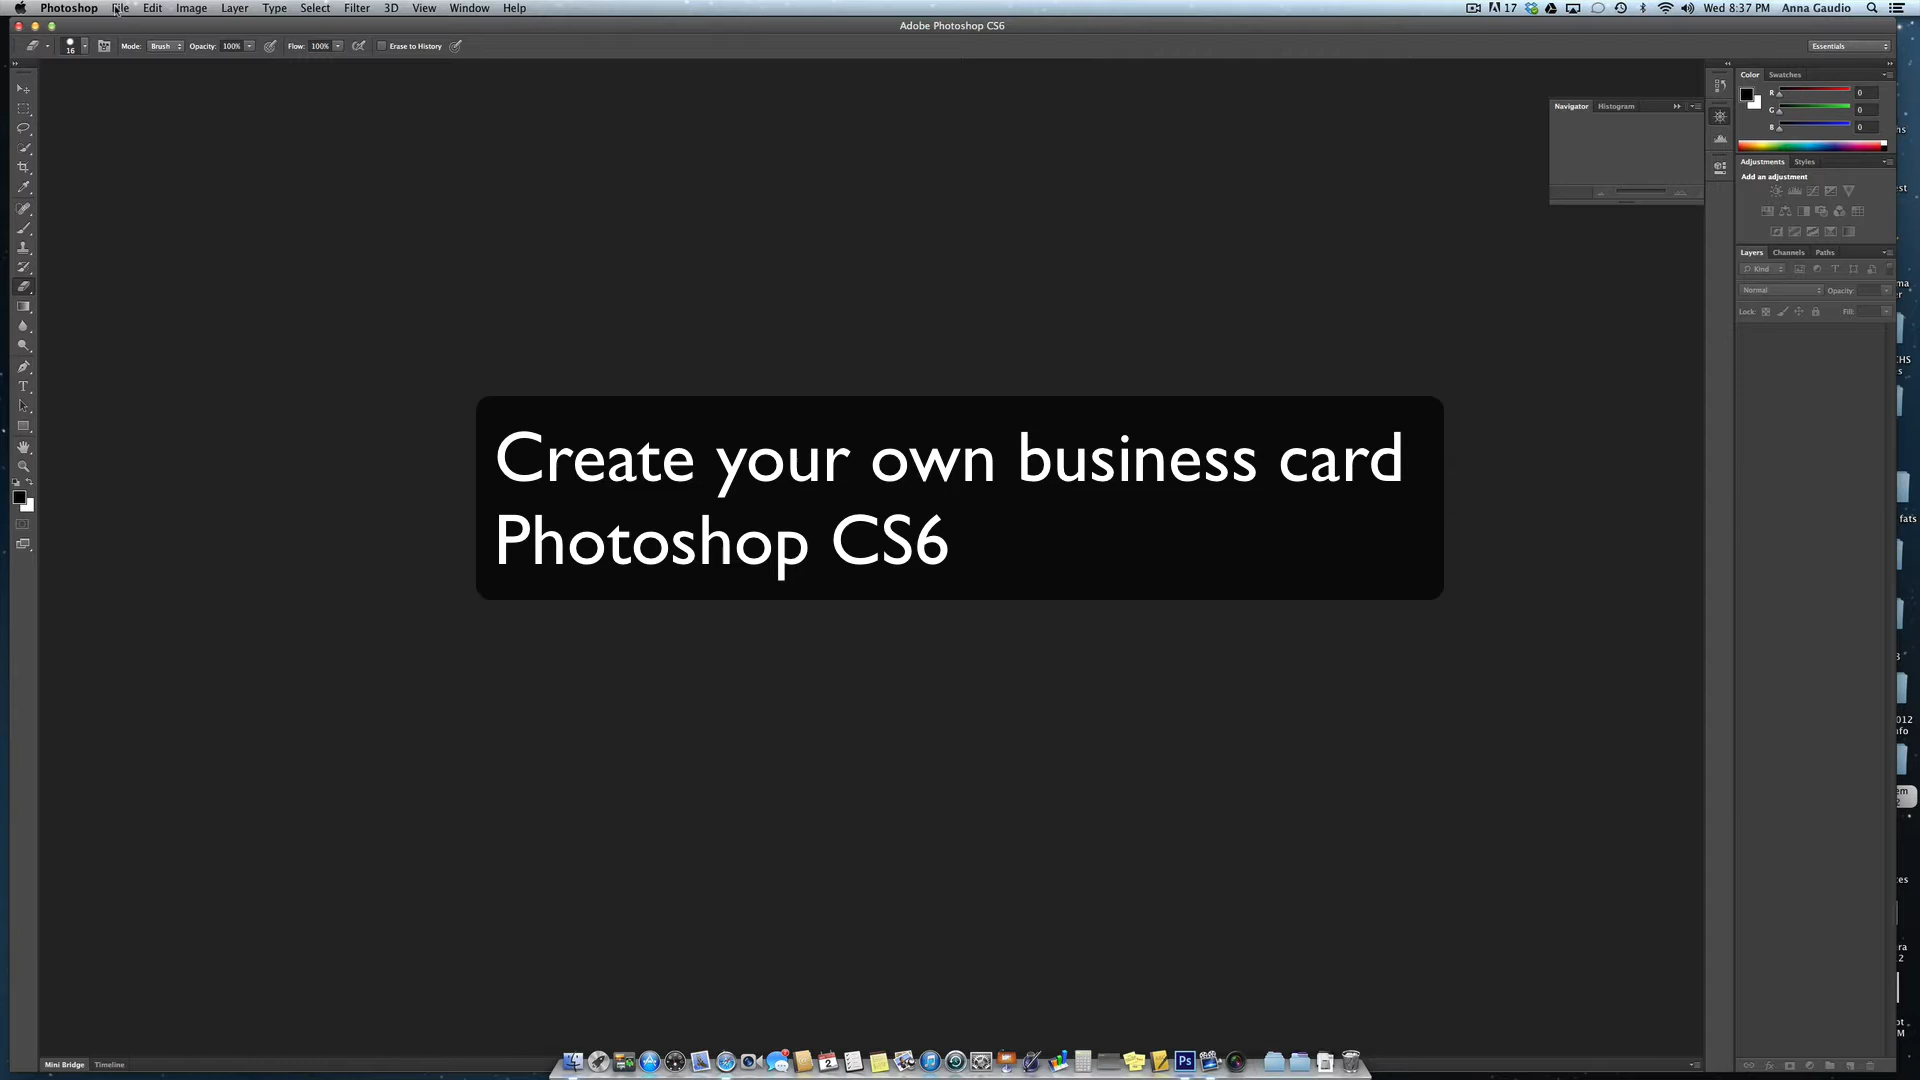 Photoshop File Edit Image Layer Type Select Filter 3D View Window Help
17 Wed 8:37 PM Anna Gaudio
Adobe Photoshop CS6
16 Mode: Brush Opacity: 100% Flow: 100% Erase to History
Essentials
Color Swatches
R 0
G 0
B 0
Navigator Histogram
Adjustments Styles
Add an adjustment
Layers Channels Paths
Kind
Normal Opacity:
Lock: Fill:
Create your own business card
Photoshop CS6
Mini Bridge Timeline